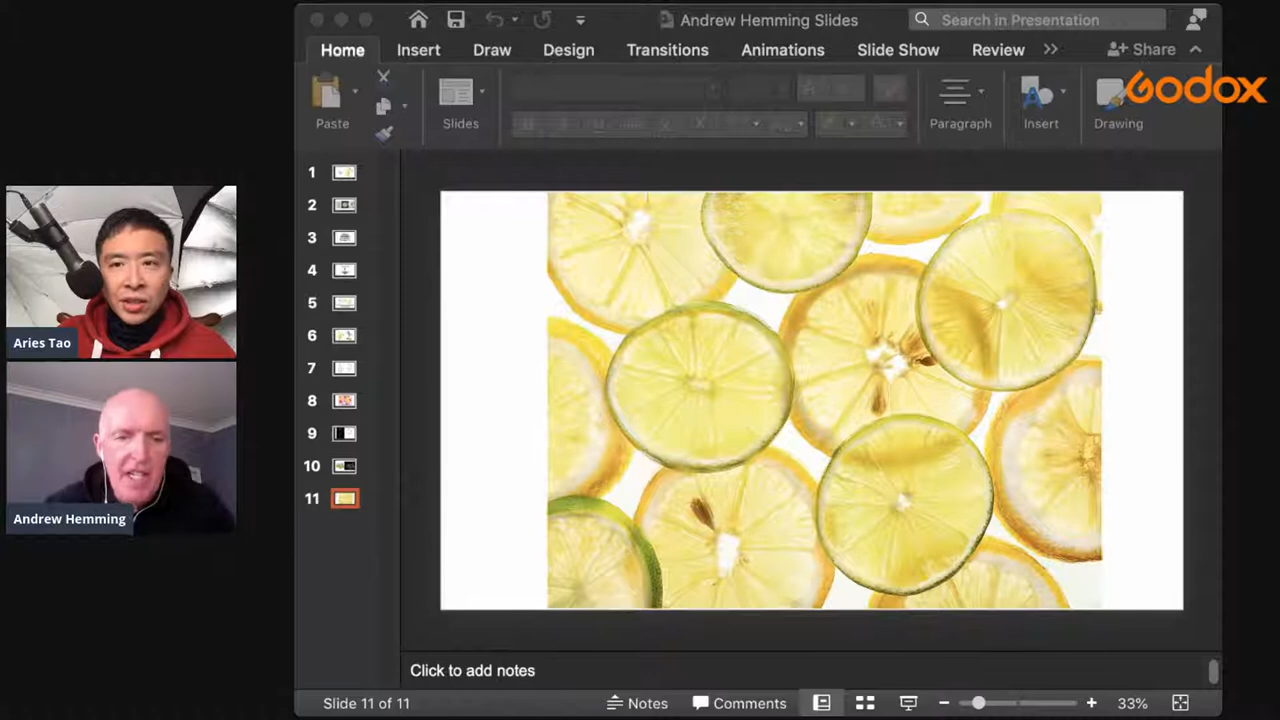 Andrew Hemming Slides
Search in Presentation
Home
Insert
Draw
Design
Transitions
Animations
Slide Show
Review
Share
Godox
Paste
Slides
Paragraph
Insert
Drawing
1
2
3
4
5
6
7
8
9
10
11
Aries Tao
Andrew Hemming
Click to add notes
Slide 11 of 11
Notes
Comments
33%